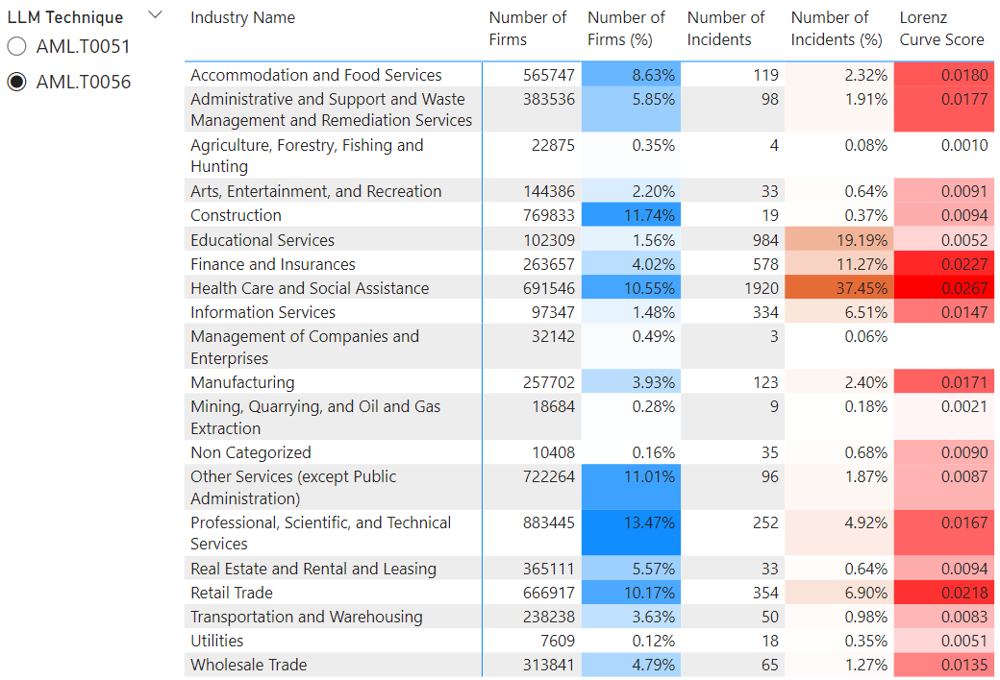 LLM Technique
AML.T0051
AML.T0056
Industry Name Number of Firms Number of Firms (%) Number of Incidents Number of Incidents (%) Lorenz Curve Score
Accommodation and Food Services 565747 8.63% 119 2.32% 0.0180
Administrative and Support and Waste 383536 5.85% 98 1.91% 0.0177
Management and Remediation Services
Agriculture, Forestry, Fishing and 22875 0.35% 4 0.08% 0.0010
Hunting
Arts, Entertainment, and Recreation 144386 2.20% 33 0.64% 0.0091
Construction 769833 11.74% 19 0.37% 0.0094
Educational Services 102309 1.56% 984 19.19% 0.0052
Finance and Insurances 263657 4.02% 578 11.27% 0.0227
Health Care and Social Assistance 691546 10.55% 1920 37.45% 0.0267
Information Services 97347 1.48% 334 6.51% 0.0147
Management of Companies and 32142 0.49% 3 0.06%
Enterprises
Manufacturing 257702 3.93% 123 2.40% 0.0171
Mining, Quarrying, and Oil and Gas 18684 0.28% 9 0.18% 0.0021
Extraction
Non Categorized 10408 0.16% 35 0.68% 0.0090
Other Services (except Public 722264 11.01% 96 1.87% 0.0087
Administration)
Professional, Scientific, and Technical 883445 13.47% 252 4.92% 0.0167
Services
Real Estate and Rental and Leasing 365111 5.57% 33 0.64% 0.0094
Retail Trade 666917 10.17% 354 6.90% 0.0218
Transportation and Warehousing 238238 3.63% 50 0.98% 0.0083
Utilities 7609 0.12% 18 0.35% 0.0051
Wholesale Trade 313841 4.79% 65 1.27% 0.0135